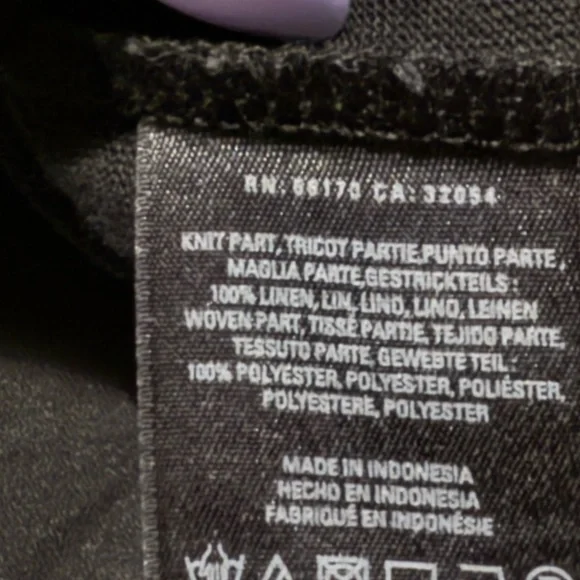 RN: 66170 CA: 32054
KNIT PART, TRICOT PARTIE,PUNTO PARTE,
MAGLIA PARTE,GESTRICKTEILS :
100% LINEN, LIN, LINO, LINO, LEINEN
WOVEN PART, TISSÉ PARTIE, TEJIDO PARTE,
TESSUTO PARTE, GEWEBTE TEIL :
100% POLYESTER, POLYESTER, POLIÉSTER,
POLYESTERE, POLYESTER
MADE IN INDONESIA
HECHO EN INDONESIA
FABRIQUÉ EN INDONÉSIE